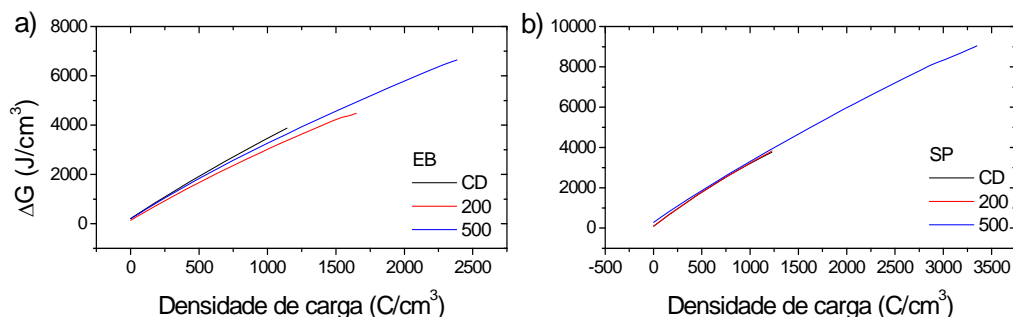 a)
8000
6000
4000
2000
0
ΔG (J/cm³)
EB
CD
200
500
0 500 1000 1500 2000 2500
Densidade de carga (C/cm³)
b)
10000
8000
6000
4000
2000
0
SP
CD
200
500
-500 0 500 1000 1500 2000 2500 3000 3500
Densidade de carga (C/cm³)